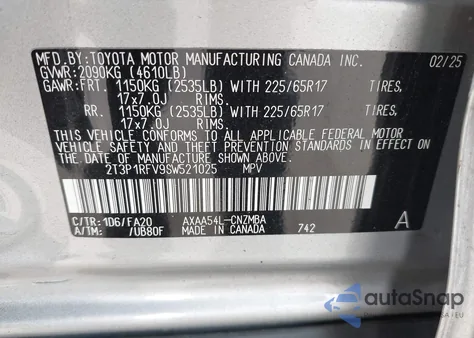 MFD.BY:TOYOTA MOTOR MANUFACTURING CANADA INC. 02/25
GVWR:2090KG (4610LB)
GAWR:FRT. 1150KG (2535LB) WITH 225/65R17 TIRES,
17x7.0J RIMS.
RR. 1150KG (2535LB) WITH 225/65R17 TIRES,
17x7.0J RIMS.
THIS VEHICLE CONFORMS TO ALL APPLICABLE FEDERAL MOTOR
VEHICLE SAFETY AND THEFT PREVENTION STANDARDS IN EFFECT
ON THE DATE OF MANUFACTURE SHOWN ABOVE.
2T3P1RFV9SW521025 MPV
C/TR:1D6/FA20 AXAA54L-CNZMBA A
A/TM: /UB80F MADE IN CANADA 742
autoSnap